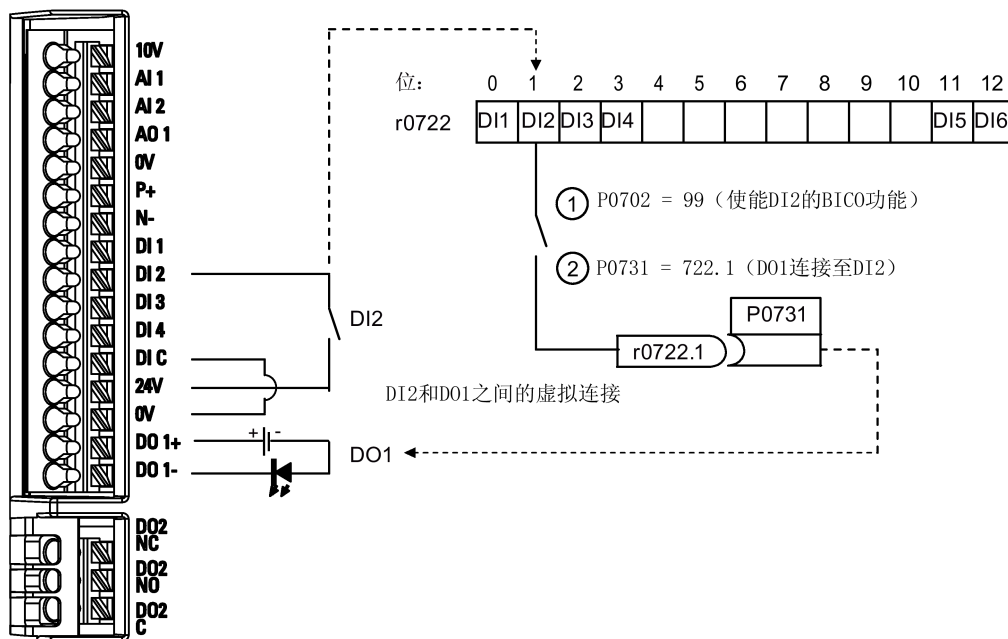 10V
AI 1
AI 2
AO 1
0V
P+
N-
DI 1
DI 2
DI 3
DI 4
DI C
24V
0V
DO 1+
DO 1-
DO2
NC
DO2
NO
DO2
C
位: 0 1 2 3 4 5 6 7 8 9 10 11 12
r0722 DI1 DI2 DI3 DI4 DI5 DI6
① P0702 = 99（使能DI2的BICO功能）
② P0731 = 722.1（DO1连接至DI2）
P0731
r0722.1
DI2
DI2和DO1之间的虚拟连接
+ -
DO1